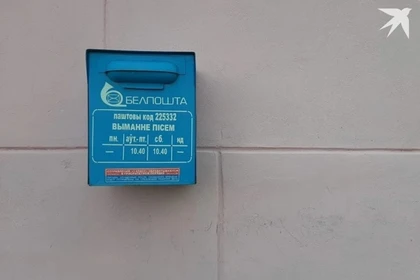 БЕЛПОШТА
паштовы код 225332
ВЫМАННЕ ПІСЕМ
пн. аўт.-пт. сб. нд
— 10.40 10.40 —